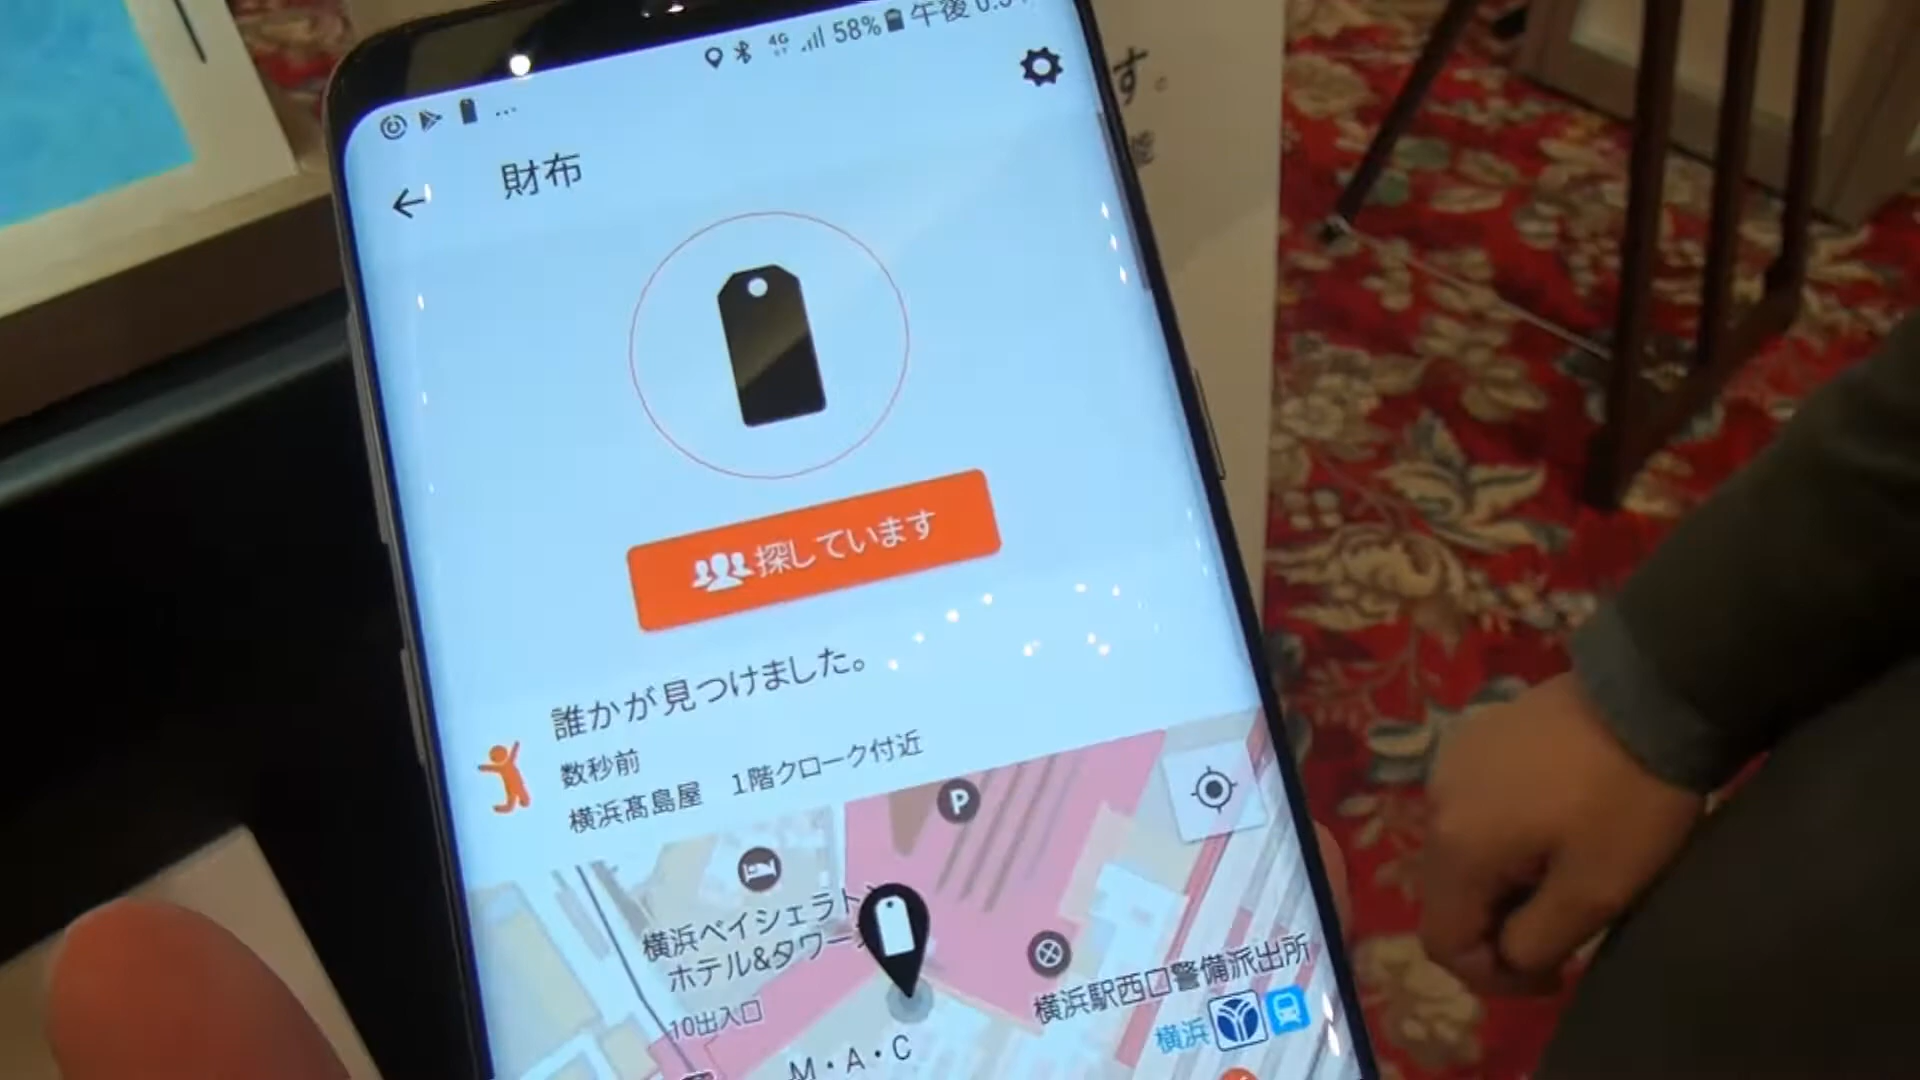 4G 58% 午後
...
す。
財布
探しています
誰かが見つけました。
数秒前
横浜髙島屋 1階クローク付近
P
横浜ベイシェラトン
ホテル&タワー
10出入口
横浜駅西口警備派出所
横浜
M・A・C